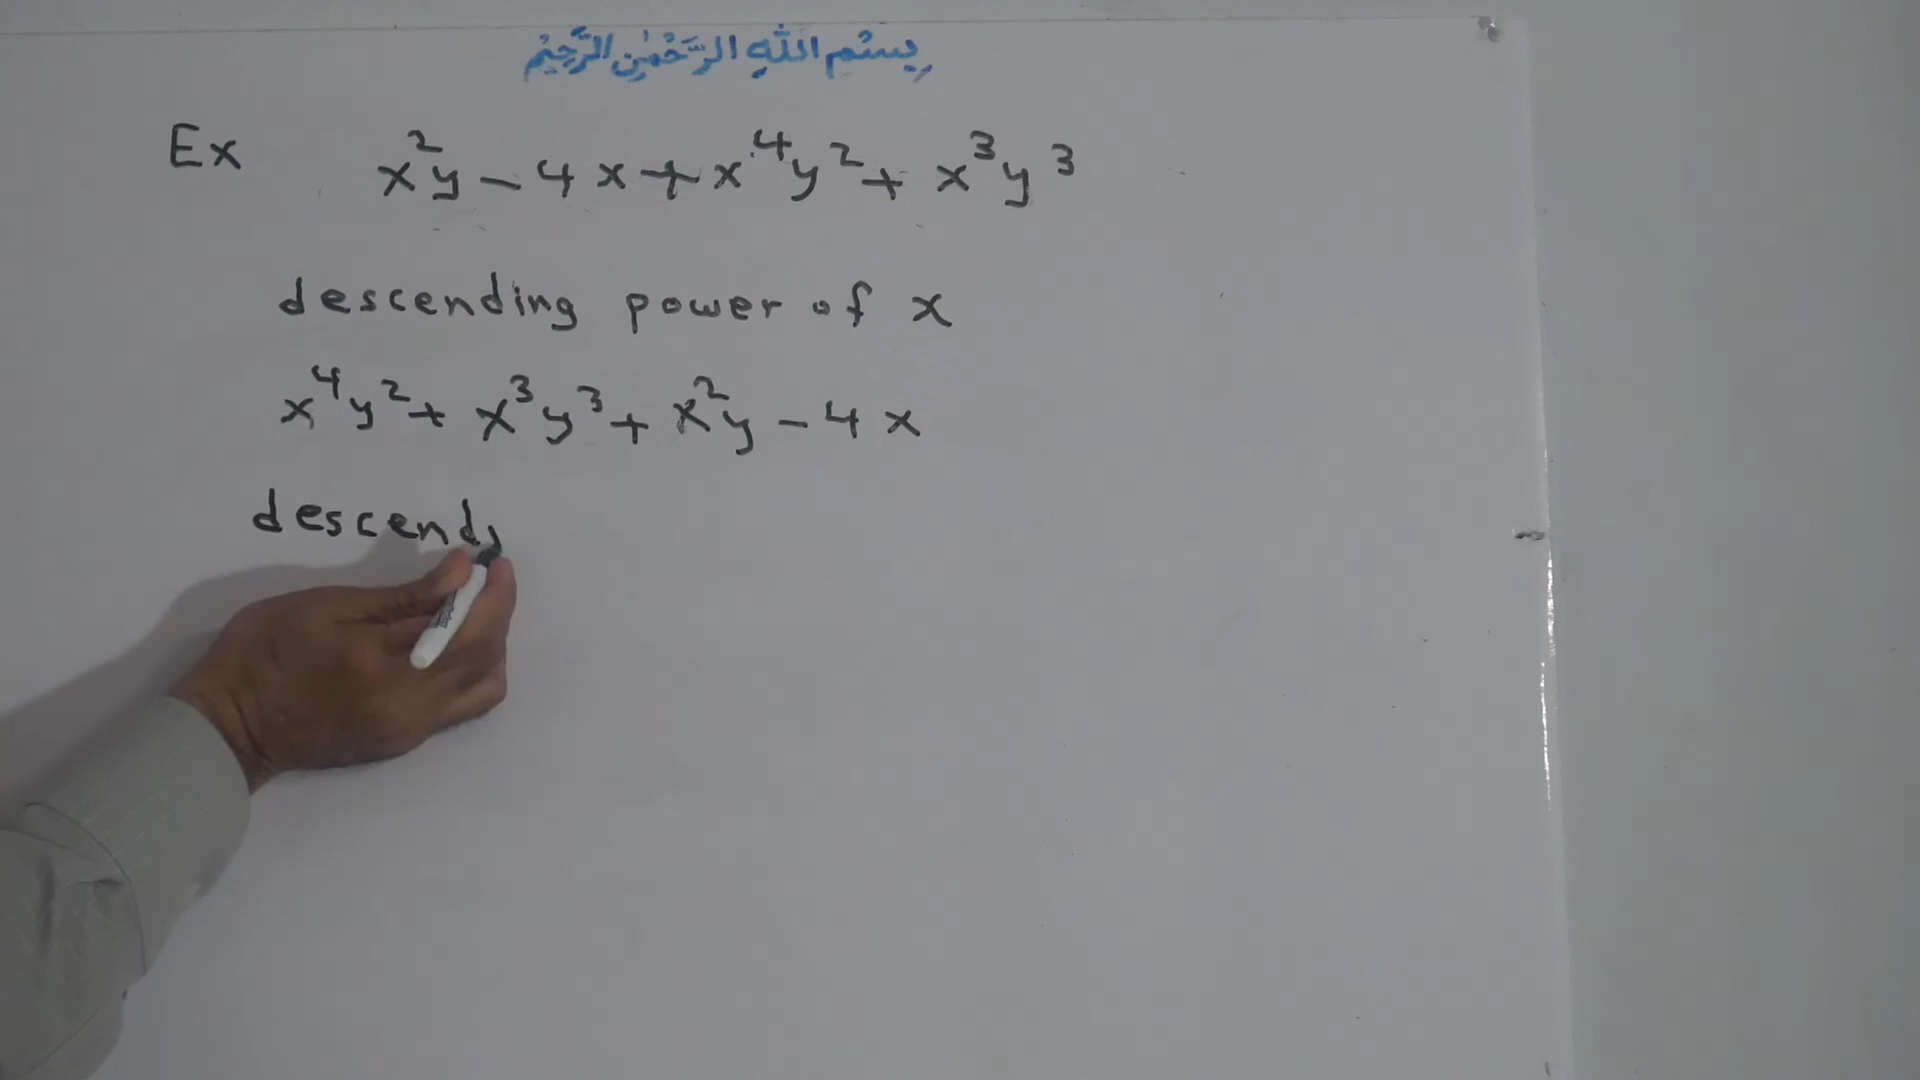 بِسْمِ اللهِ الرَّحْمٰنِ الرَّحِيْمِ
Ex x²y - 4x + x⁴y² + x³y³
descending power of x
x⁴y² + x³y³ + x²y - 4x
descend